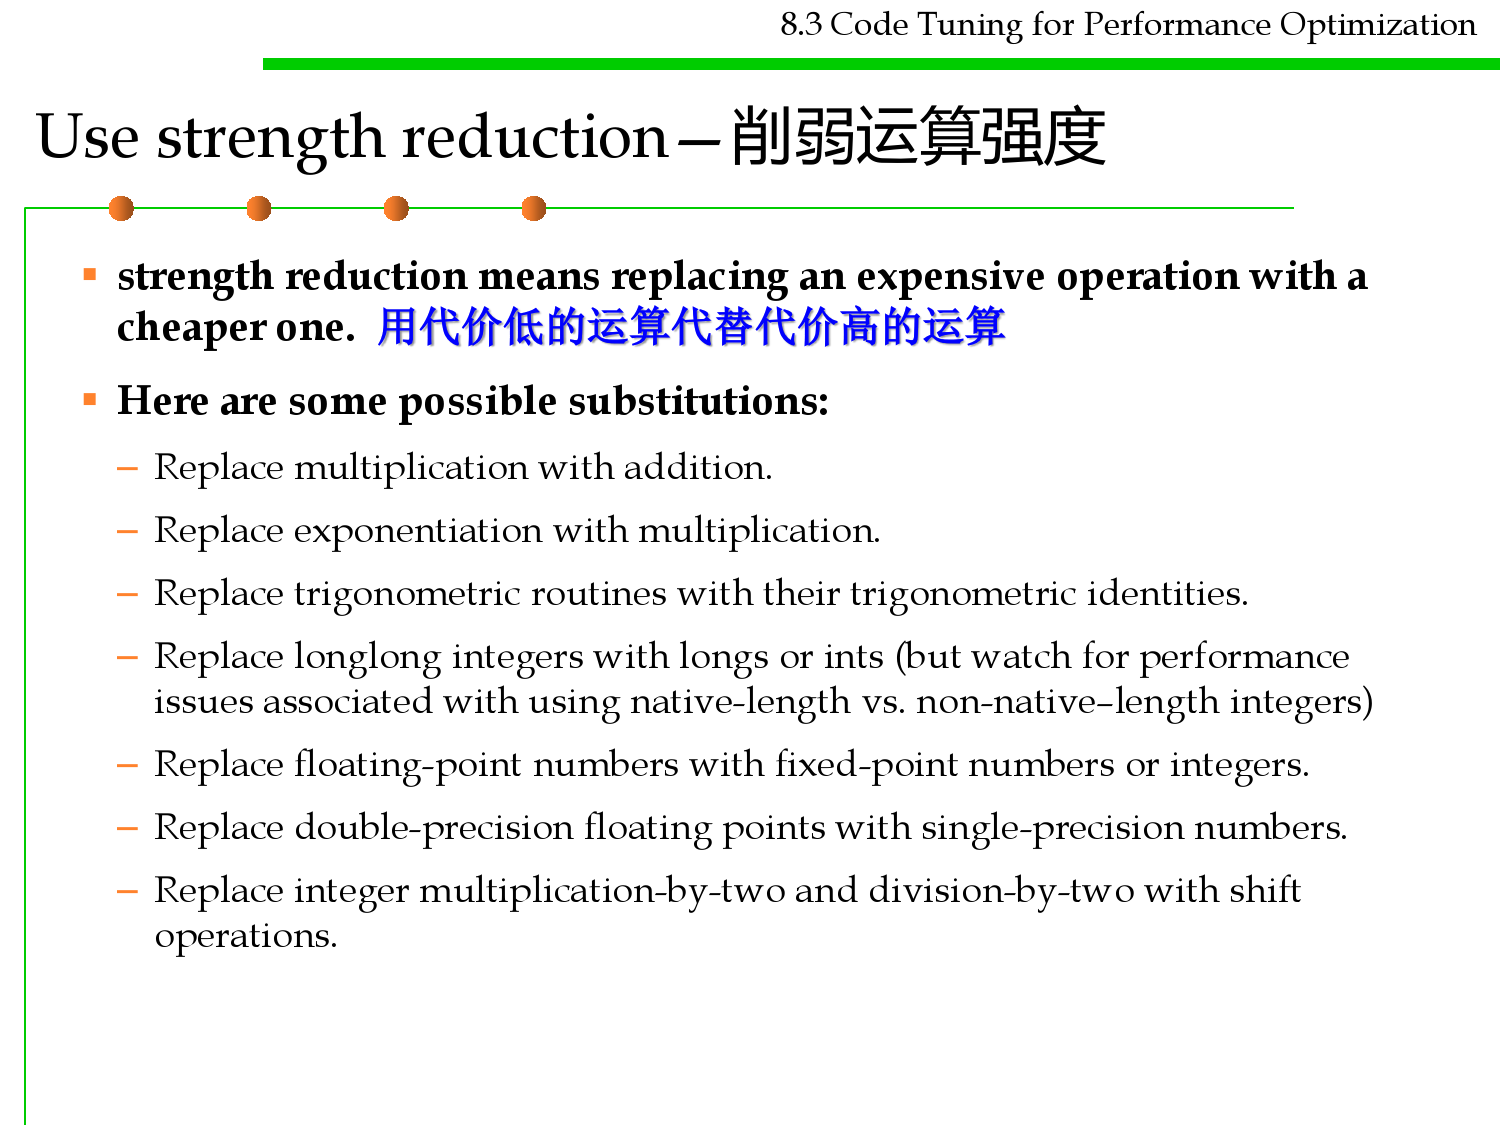 8.3 Code Tuning for Performance Optimization
Use strength reduction—削弱运算强度
▪ strength reduction means replacing an expensive operation with a
cheaper one. 用代价低的运算代替代价高的运算
▪ Here are some possible substitutions:
– Replace multiplication with addition.
– Replace exponentiation with multiplication.
– Replace trigonometric routines with their trigonometric identities.
– Replace longlong integers with longs or ints (but watch for performance
issues associated with using native-length vs. non-native–length integers)
– Replace floating-point numbers with fixed-point numbers or integers.
– Replace double-precision floating points with single-precision numbers.
– Replace integer multiplication-by-two and division-by-two with shift
operations.